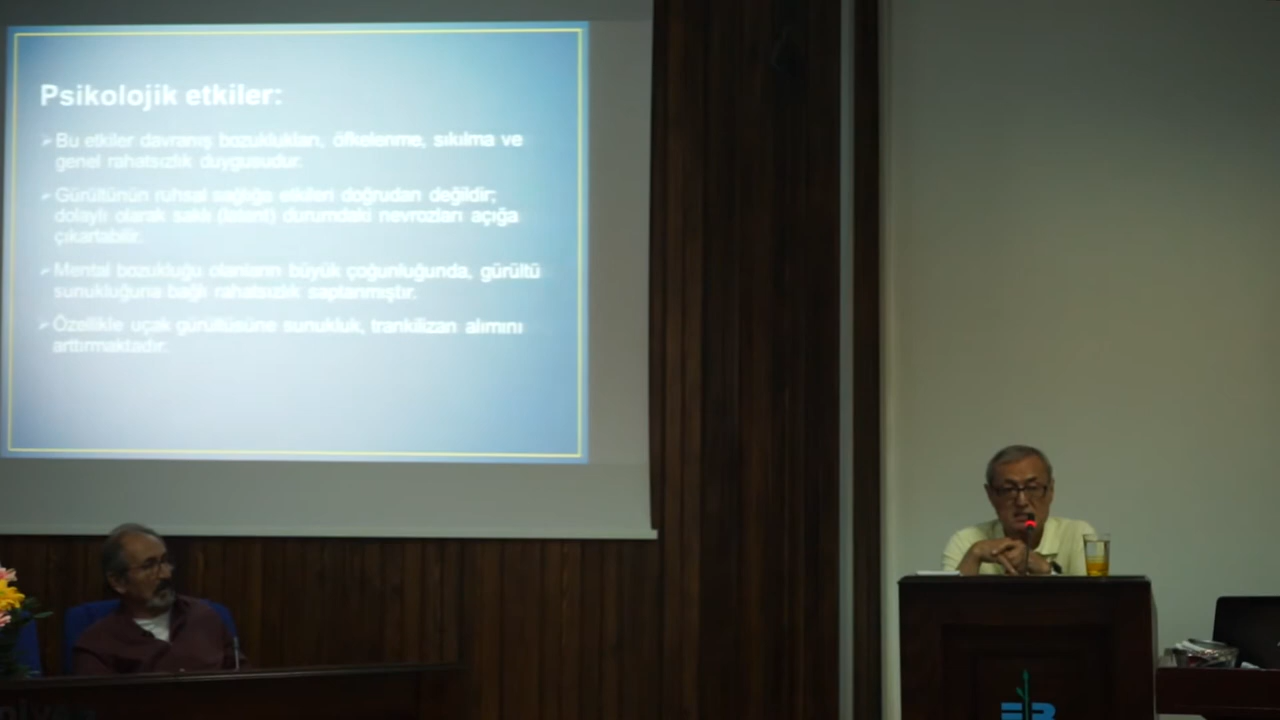 Psikolojik etkiler:
Bu etkiler davranış bozuklukları, öfkelenme, sıkılma ve
genel rahatsızlık duygusudur.
Gürültünün ruhsal sağlığa etkileri doğrudan değildir;
dolaylı olarak saklı (latent) durumdaki nevrozları açığa
çıkartabilir.
Mental bozukluğu olanların büyük çoğunluğunda, gürültü
sunukluğuna bağlı rahatsızlık saptanmıştır.
Özellikle uçak gürültüsüne sunukluk, trankilizan alımını
arttırmaktadır.